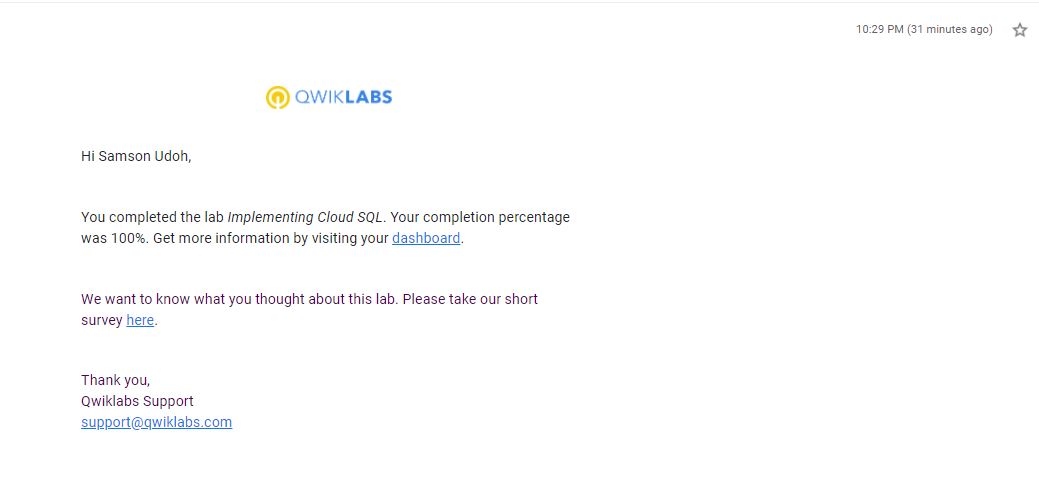 10:29 PM (31 minutes ago)
QWIKLABS
Hi Samson Udoh,
You completed the lab Implementing Cloud SQL. Your completion percentage
was 100%. Get more information by visiting your dashboard.
We want to know what you thought about this lab. Please take our short
survey here.
Thank you,
Qwiklabs Support
support@qwiklabs.com